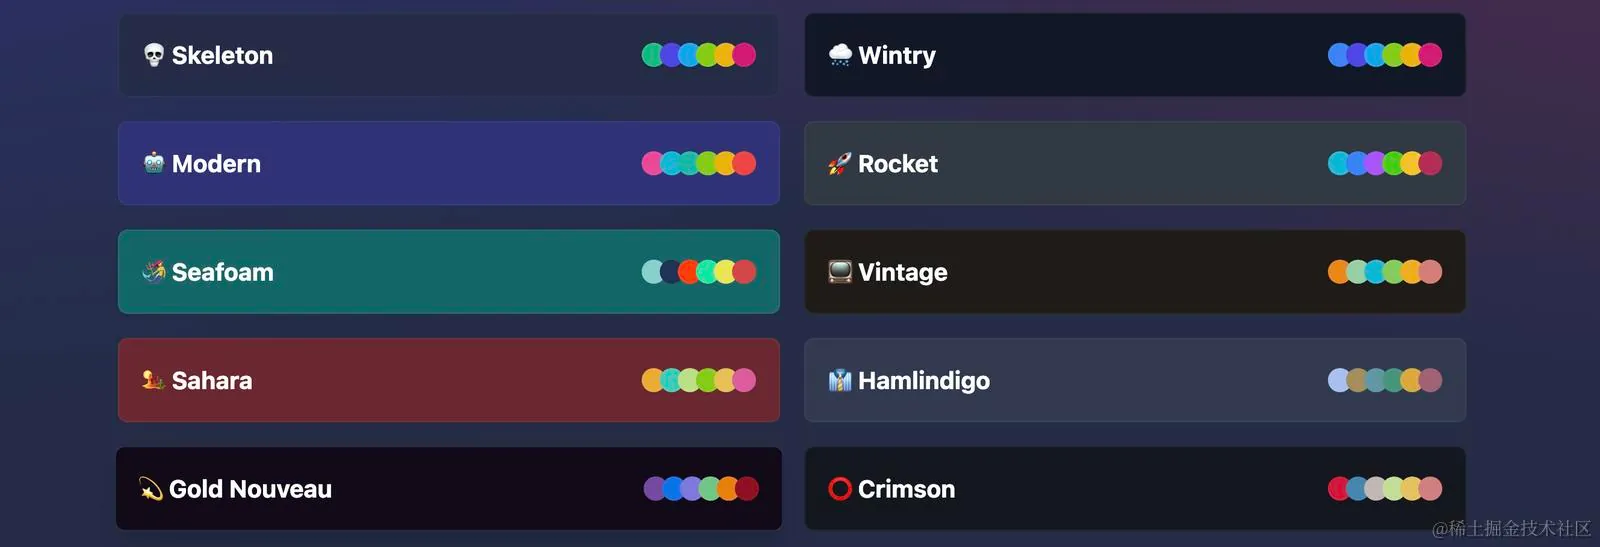 Skeleton
Wintry
Modern
Rocket
Seafoam
Vintage
Sahara
Hamlindigo
Gold Nouveau
Crimson
@稀土掘金技术社区